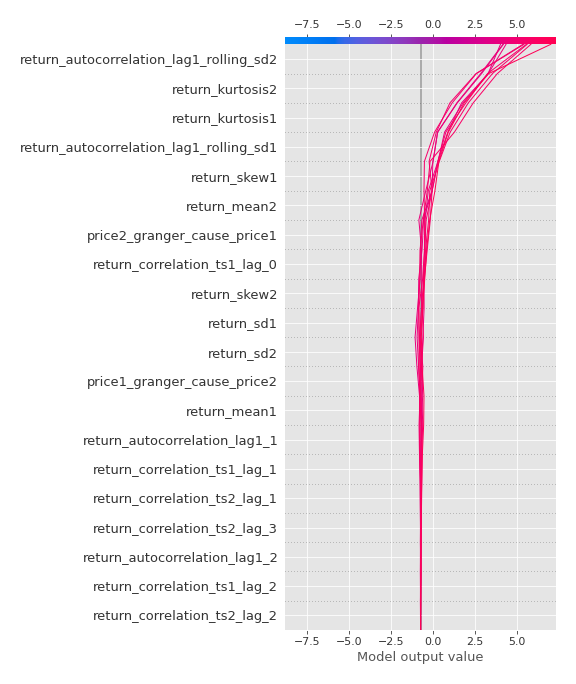 −7.5 −5.0 −2.5 0.0 2.5 5.0
return_autocorrelation_lag1_rolling_sd2
return_kurtosis2
return_kurtosis1
return_autocorrelation_lag1_rolling_sd1
return_skew1
return_mean2
price2_granger_cause_price1
return_correlation_ts1_lag_0
return_skew2
return_sd1
return_sd2
price1_granger_cause_price2
return_mean1
return_autocorrelation_lag1_1
return_correlation_ts1_lag_1
return_correlation_ts2_lag_1
return_correlation_ts2_lag_3
return_autocorrelation_lag1_2
return_correlation_ts1_lag_2
return_correlation_ts2_lag_2
−7.5 −5.0 −2.5 0.0 2.5 5.0
Model output value